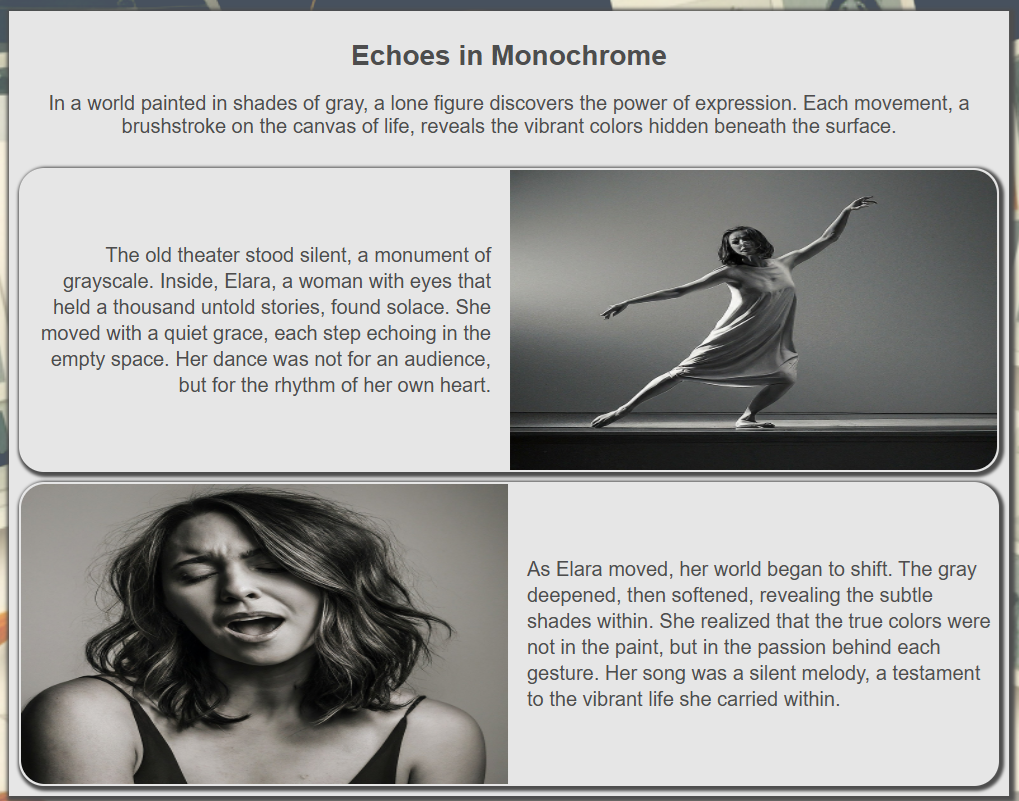 Echoes in Monochrome
In a world painted in shades of gray, a lone figure discovers the power of expression. Each movement, a
brushstroke on the canvas of life, reveals the vibrant colors hidden beneath the surface.
The old theater stood silent, a monument of
grayscale. Inside, Elara, a woman with eyes that
held a thousand untold stories, found solace. She
moved with a quiet grace, each step echoing in the
empty space. Her dance was not for an audience,
but for the rhythm of her own heart.
As Elara moved, her world began to shift. The gray
deepened, then softened, revealing the subtle
shades within. She realized that the true colors were
not in the paint, but in the passion behind each
gesture. Her song was a silent melody, a testament
to the vibrant life she carried within.